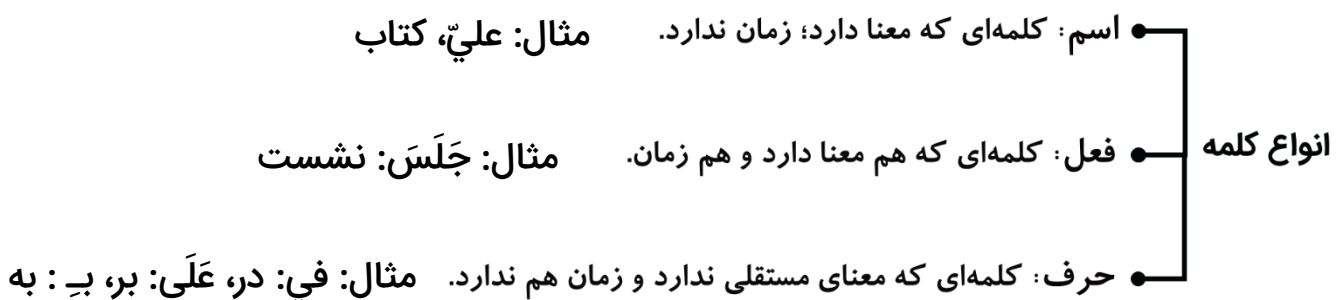 اسم: کلمه‌ای که معنا دارد؛ زمان ندارد. مثال: عليّ، کتاب
انواع کلمه
فعل: کلمه‌ای که هم معنا دارد و هم زمان. مثال: جَلَسَ: نشست
حرف: کلمه‌ای که معنای مستقلی ندارد و زمان هم ندارد. مثال: في: در، عَلَی: بر، بـِ : به